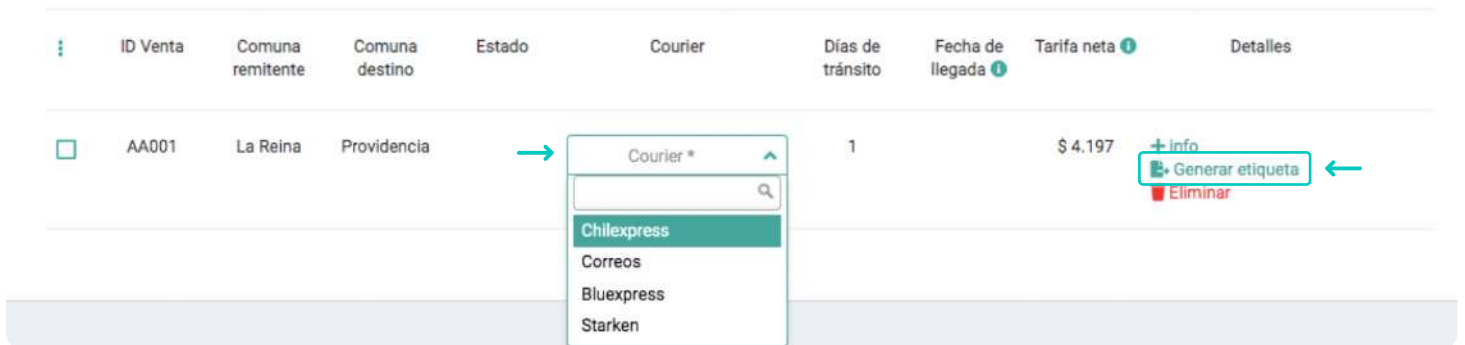 ID Venta
Comuna remitente
Comuna destino
Estado
Courier
Días de tránsito
Fecha de llegada
Tarifa neta
Detalles
AA001
La Reina
Providencia
Courier *
1
$ 4.197
+ info
Generar etiqueta
Eliminar
Chilexpress
Correos
Bluexpress
Starken